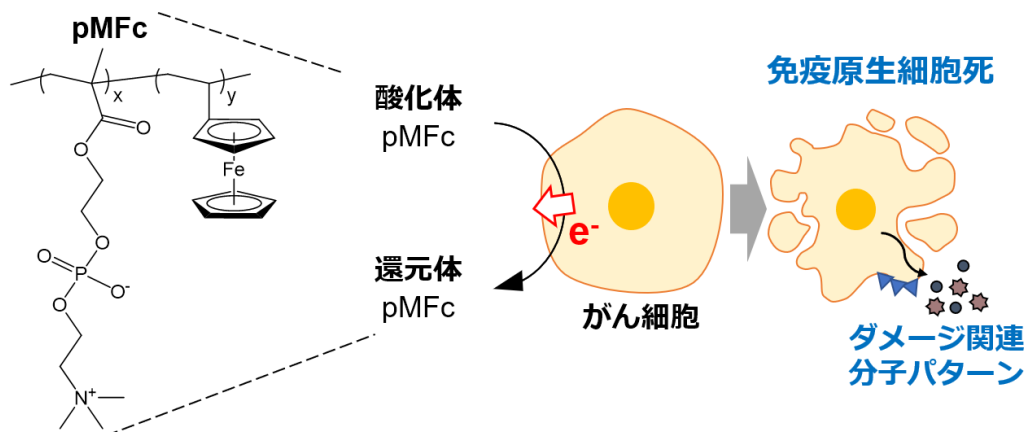 pMFc
x
y
O
O
Fe
O
O
P
O-
O
N+
酸化体
pMFc
e-
還元体
pMFc
がん細胞
免疫原生細胞死
ダメージ関連
分子パターン